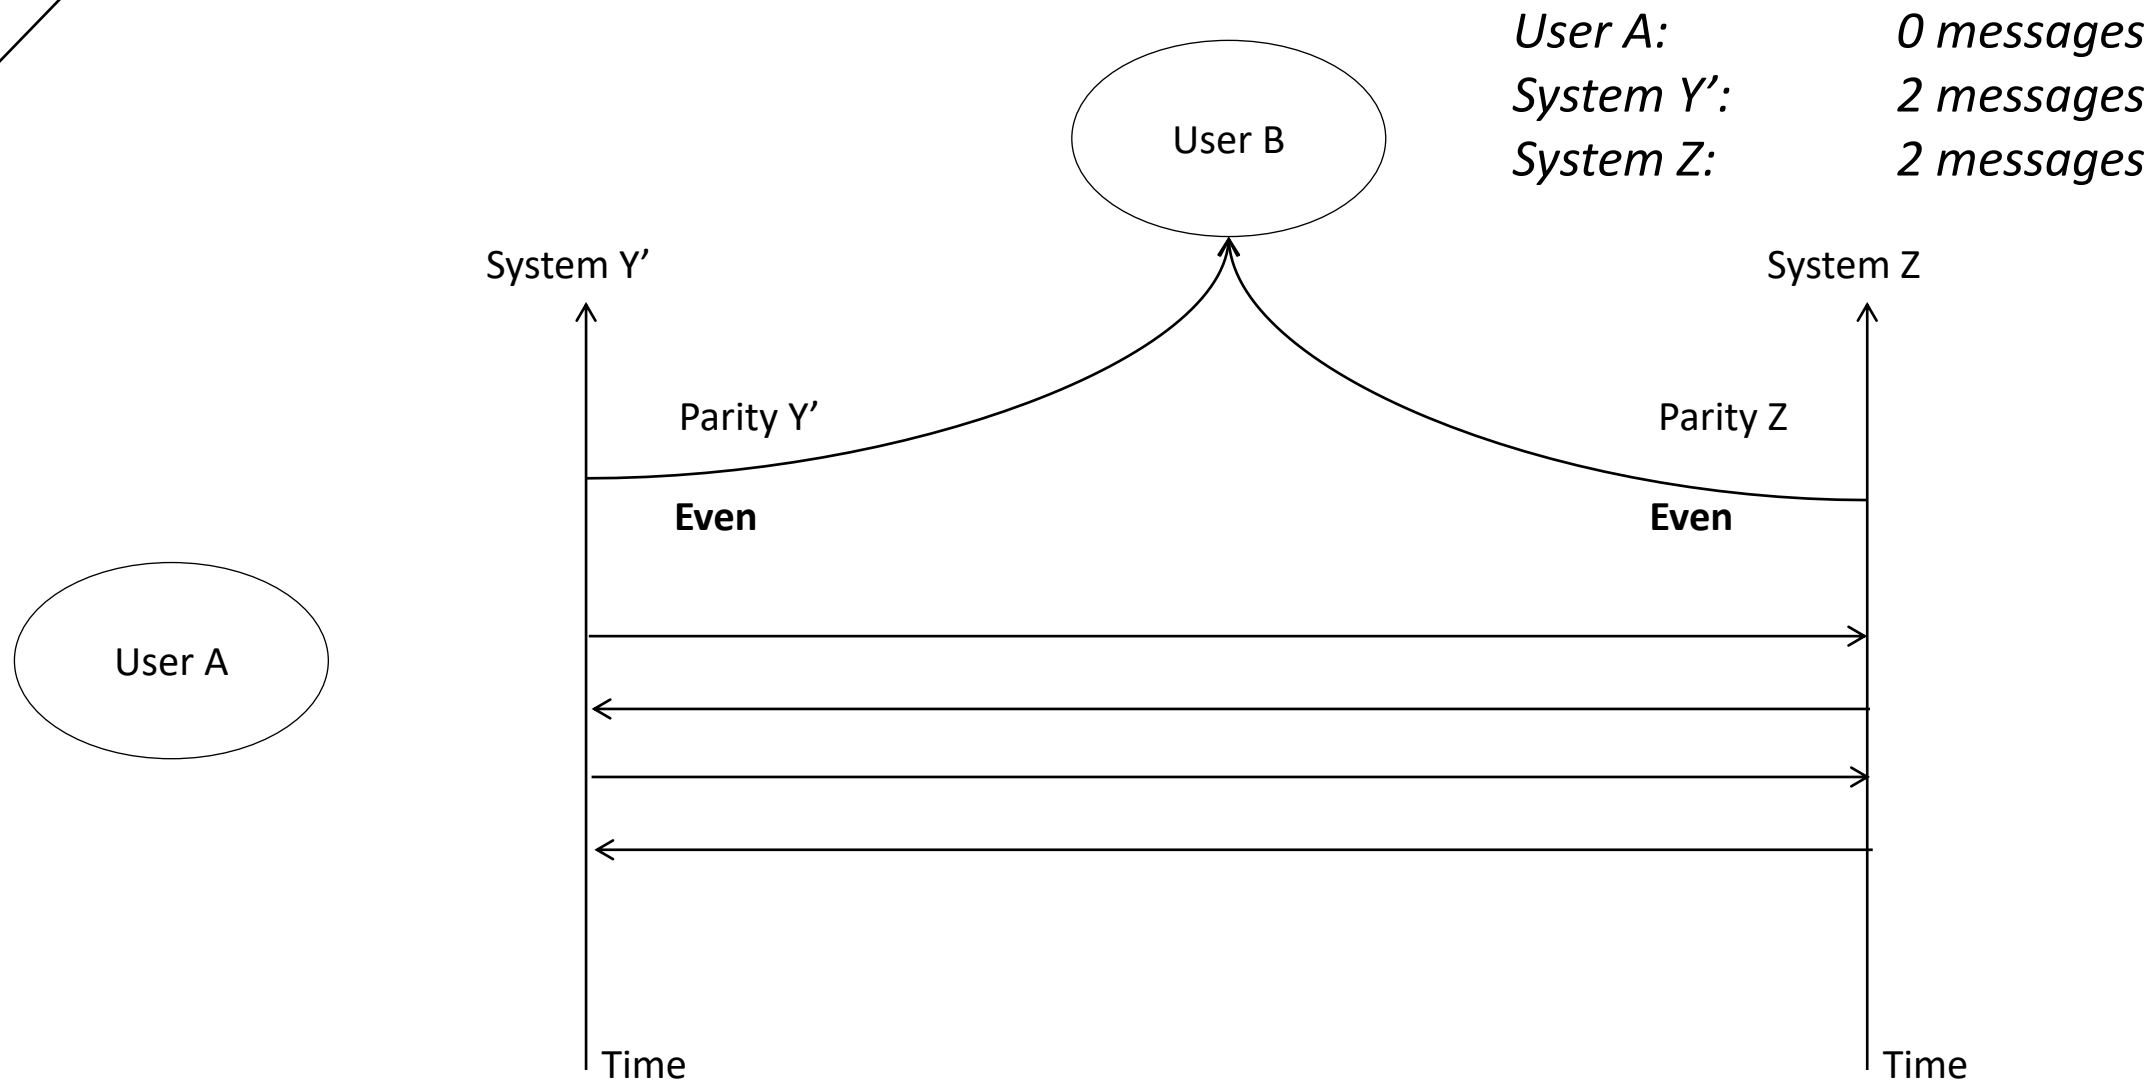 User A: 0 messages
System Y’: 2 messages
System Z: 2 messages
User B
System Y’
System Z
Parity Y’
Parity Z
Even
Even
User A
Time
Time